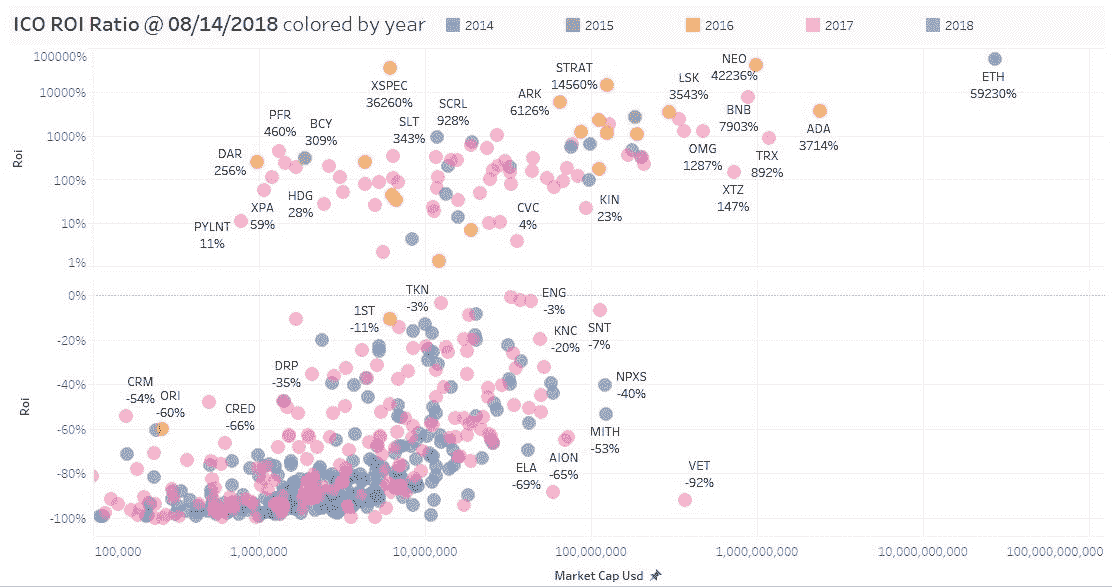 ICO ROI Ratio @ 08/14/2018 colored by year 2014 2015 2016 2017 2018
100000%
10000%
1000%
100%
10%
1%
Roi
XSPEC
36260%
STRAT
14560%
NEO
42236%
ETH
59230%
ARK
6126%
LSK
3543%
BNB
7903%
ADA
3714%
SCRL
928%
SLT
343%
PFR
460%
BCY
309%
DAR
256%
OMG
1287%
TRX
892%
XTZ
147%
HDG
28%
XPA
59%
PYLNT
11%
CVC
4%
KIN
23%
0%
-20%
-40%
-60%
-80%
-100%
Roi
TKN
-3%
1ST
-11%
ENG
-3%
KNC
-20%
SNT
-7%
DRP
-35%
CRM
-54%
ORI
-60%
CRED
-66%
NPXS
-40%
MITH
-53%
ELA
-69%
AION
-65%
VET
-92%
100,000 1,000,000 10,000,000 100,000,000 1,000,000,000 10,000,000,000 100,000,000,000
Market Cap Usd